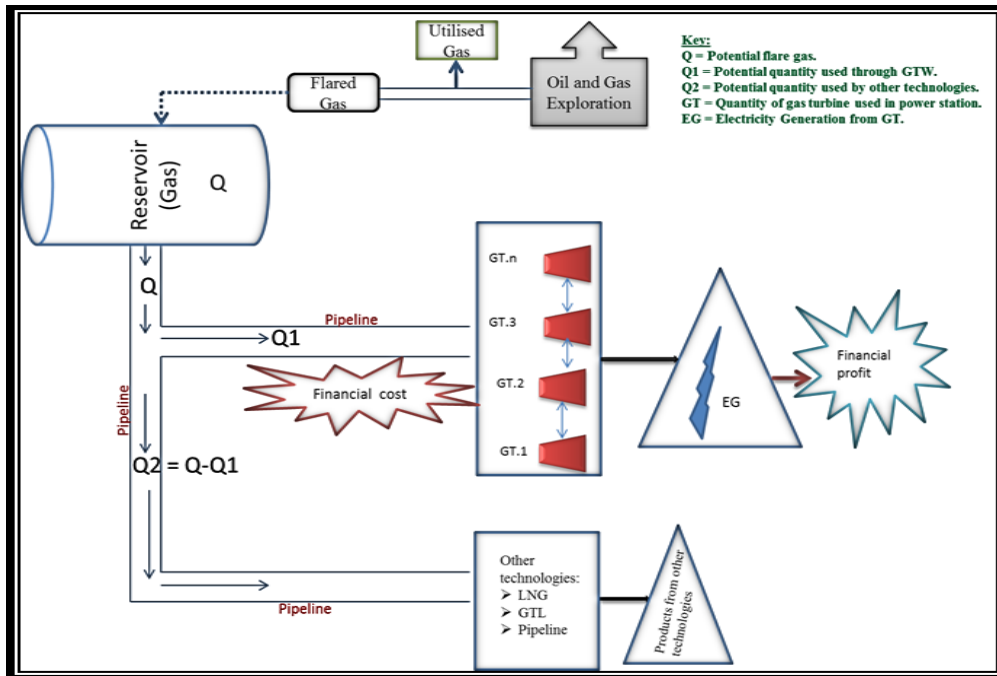 Utilised
Gas
Flared
Gas
Oil and Gas
Exploration
Key:
Q = Potential flare gas.
Q1 = Potential quantity used through GTW.
Q2 = Potential quantity used by other technologies.
GT = Quantity of gas turbine used in power station.
EG = Electricity Generation from GT.
Reservoir
(Gas)
Q
Q
Pipeline
Q1
Financial cost
GT.n
GT.3
GT.2
GT.1
EG
Financial
profit
Pipeline
Q2 = Q-Q1
Pipeline
Other
technologies:
➢ LNG
➢ GTL
➢ Pipeline
Products from other
technologies